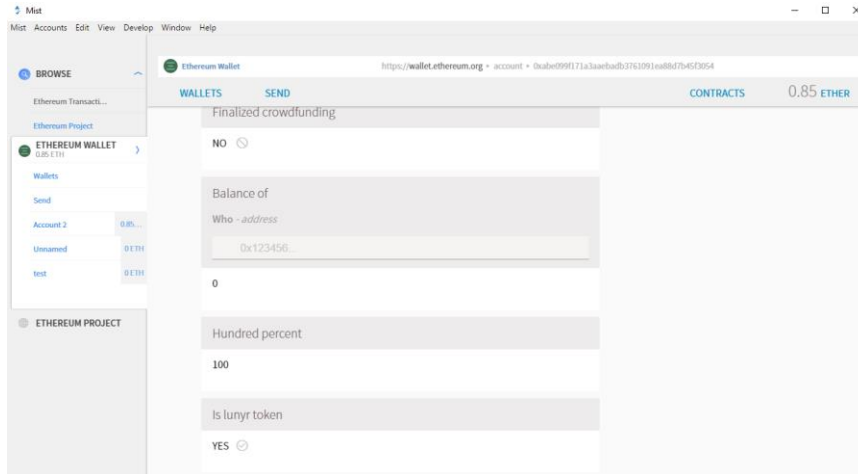 Mist
Mist Accounts Edit View Develop Window Help
BROWSE
Ethereum Transacti...
Ethereum Project
ETHEREUM WALLET
0.85 ETH
Wallets
Send
Account 2 0.85...
Unnamed 0 ETH
test 0 ETH
ETHEREUM PROJECT
Ethereum Wallet https://wallet.ethereum.org • account •
WALLETS SEND CONTRACTS 0.85 ETHER
Finalized crowdfunding
NO
Balance of
Who - address
0x123456..
0
Hundred percent
100
Is lunyr token
YES